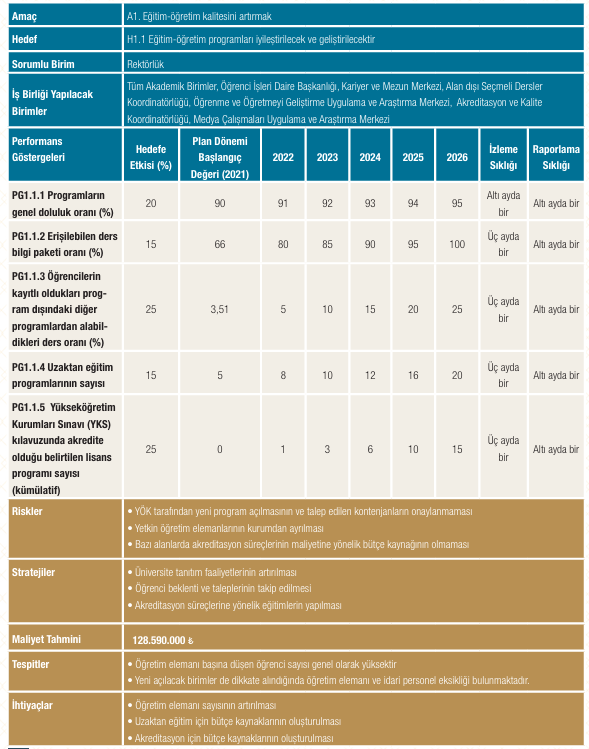 Amaç A1. Eğitim-öğretim kalitesini artırmak
Hedef H1.1 Eğitim-öğretim programları iyileştirilecek ve geliştirilecektir
Sorumlu Birim Rektörlük
İş Birliği Yapılacak Birimler
Tüm Akademik Birimler, Öğrenci İşleri Daire Başkanlığı, Kariyer ve Mezun Merkezi, Alan dışı Seçmeli Dersler
Koordinatörlüğü, Öğrenme ve Öğretmeyi Geliştirme Uygulama ve Araştırma Merkezi, Akreditasyon ve Kalite
Koordinatörlüğü, Medya Çalışmaları Uygulama ve Araştırma Merkezi
Performans Göstergeleri Hedefe Etkisi (%) Plan Dönemi Başlangıç Değeri (2021) 2022 2023 2024 2025 2026 İzleme Sıklığı Raporlama Sıklığı
PG1.1.1 Programların genel doluluk oranı (%) 20 90 91 92 93 94 95 Altı ayda bir Altı ayda bir
PG1.1.2 Erişilebilen ders bilgi paketi oranı (%) 15 66 80 85 90 95 100 Üç ayda bir Altı ayda bir
PG1.1.3 Öğrencilerin
kayıtlı oldukları prog-
ram dışındaki diğer
programlardan alabil-
dikleri ders oranı (%) 25 3,51 5 10 15 20 25 Üç ayda bir Altı ayda bir
PG1.1.4 Uzaktan eğitim programlarının sayısı 15 5 8 10 12 16 20 Üç ayda bir Altı ayda bir
PG1.1.5 Yükseköğretim
Kurumları Sınavı (YKS)
kılavuzunda akredite
olduğu belirtilen lisans
programı sayısı
(kümülatif) 25 0 1 3 6 10 15 Üç ayda bir Altı ayda bir
Riskler
• YÖK tarafından yeni program açılmasının ve talep edilen kontenjanların onaylanmaması
• Yetkin öğretim elemanlarının kurumdan ayrılması
• Bazı alanlarda akreditasyon süreçlerinin maliyetine yönelik bütçe kaynağının olmaması
Stratejiler
• Üniversite tanıtım faaliyetlerinin artırılması
• Öğrenci beklenti ve taleplerinin takip edilmesi
• Akreditasyon süreçlerine yönelik eğitimlerin yapılması
Maliyet Tahmini 128.590.000 ₺
Tespitler
• Öğretim elemanı başına düşen öğrenci sayısı genel olarak yüksektir
• Yeni açılacak birimler de dikkate alındığında öğretim elemanı ve idari personel eksikliği bulunmaktadır.
İhtiyaçlar
• Öğretim elemanı sayısının artırılması
• Uzaktan eğitim için bütçe kaynaklarının oluşturulması
• Akreditasyon için bütçe kaynaklarının oluşturulması